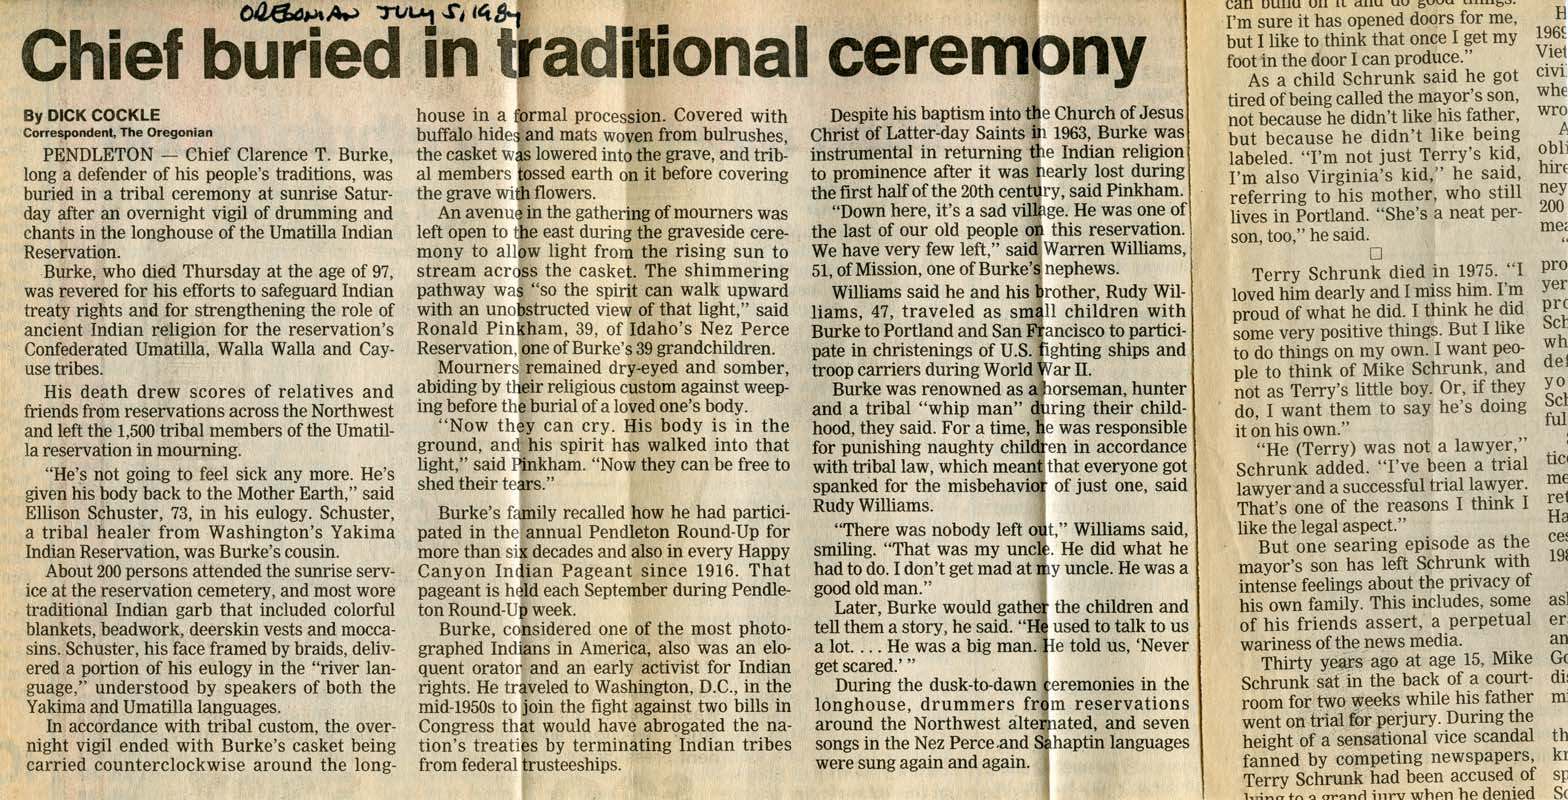 OREGONIAN JULY 5, 1984
Chief buried in traditional ceremony
By DICK COCKLE
Correspondent, The Oregonian
PENDLETON — Chief Clarence T. Burke,
long a defender of his people's traditions, was
buried in a tribal ceremony at sunrise Satur-
day after an overnight vigil of drumming and
chants in the longhouse of the Umatilla Indian
Reservation.
Burke, who died Thursday at the age of 97,
was revered for his efforts to safeguard Indian
treaty rights and for strengthening the role of
ancient Indian religion for the reservation's
Confederated Umatilla, Walla Walla and Cay-
use tribes.
His death drew scores of relatives and
friends from reservations across the Northwest
and left the 1,500 tribal members of the Umatil-
la reservation in mourning.
"He's not going to feel sick any more. He's
given his body back to the Mother Earth," said
Ellison Schuster, 73, in his eulogy. Schuster,
a tribal healer from Washington's Yakima
Indian Reservation, was Burke's cousin.
About 200 persons attended the sunrise serv-
ice at the reservation cemetery, and most wore
traditional Indian garb that included colorful
blankets, beadwork, deerskin vests and mocca-
sins. Schuster, his face framed by braids, deliv-
ered a portion of his eulogy in the "river lan-
guage," understood by speakers of both the
Yakima and Umatilla languages.
In accordance with tribal custom, the over-
night vigil ended with Burke's casket being
carried counterclockwise around the long-
house in a formal procession. Covered with
buffalo hides and mats woven from bulrushes,
the casket was lowered into the grave, and trib-
al members tossed earth on it before covering
the grave with flowers.
An avenue in the gathering of mourners was
left open to the east during the graveside cere-
mony to allow light from the rising sun to
stream across the casket. The shimmering
pathway was "so the spirit can walk upward
with an unobstructed view of that light," said
Ronald Pinkham, 39, of Idaho's Nez Perce
Reservation, one of Burke's 39 grandchildren.
Mourners remained dry-eyed and somber,
abiding by their religious custom against weep-
ing before the burial of a loved one's body.
"Now they can cry. His body is in the
ground, and his spirit has walked into that
light," said Pinkham. "Now they can be free to
shed their tears."
Burke's family recalled how he had partici-
pated in the annual Pendleton Round-Up for
more than six decades and also in every Happy
Canyon Indian Pageant since 1916. That
pageant is held each September during Pendle-
ton Round-Up week.
Burke, considered one of the most photo-
graphed Indians in America, also was an elo-
quent orator and an early activist for Indian
rights. He traveled to Washington, D.C., in the
mid-1950s to join the fight against two bills in
Congress that would have abrogated the na-
tion's treaties by terminating Indian tribes
from federal trusteeships.
Despite his baptism into the Church of Jesus
Christ of Latter-day Saints in 1963, Burke was
instrumental in returning the Indian religion
to prominence after it was nearly lost during
the first half of the 20th century, said Pinkham.
"Down here, it's a sad village. He was one of
the last of our old people on this reservation.
We have very few left," said Warren Williams,
51, of Mission, one of Burke's nephews.
Williams said he and his brother, Rudy Wil-
liams, 47, traveled as small children with
Burke to Portland and San Francisco to partici-
pate in christenings of U.S. fighting ships and
troop carriers during World War II.
Burke was renowned as a horseman, hunter
and a tribal "whip man" during their child-
hood, they said. For a time, he was responsible
for punishing naughty children in accordance
with tribal law, which meant that everyone got
spanked for the misbehavior of just one, said
Rudy Williams.
"There was nobody left out," Williams said,
smiling. "That was my uncle. He did what he
had to do. I don't get mad at my uncle. He was a
good old man."
Later, Burke would gather the children and
tell them a story, he said. "He used to talk to us
a lot. . . . He was a big man. He told us, 'Never
get scared.' "
During the dusk-to-dawn ceremonies in the
longhouse, drummers from reservations
around the Northwest alternated, and seven
songs in the Nez Perce and Sahaptin languages
were sung again and again.
can build on it and do good things.
I'm sure it has opened doors for me,
but I like to think that once I get my
foot in the door I can produce."
As a child Schrunk said he got
tired of being called the mayor's son,
not because he didn't like his father,
but because he didn't like being
labeled. "I'm not just Terry's kid,
I'm also Virginia's kid," he said,
referring to his mother, who still
lives in Portland. "She's a neat per-
son, too," he said.
Terry Schrunk died in 1975. "I
loved him dearly and I miss him. I'm
proud of what he did. I think he did
some very positive things. But I like
to do things on my own. I want peo-
ple to think of Mike Schrunk, and
not as Terry's little boy. Or, if they
do, I want them to say he's doing
it on his own."
"He (Terry) was not a lawyer,"
Schrunk added. "I've been a trial
lawyer and a successful trial lawyer.
That's one of the reasons I think I
like the legal aspect."
But one searing episode as the
mayor's son has left Schrunk with
intense feelings about the privacy of
his own family. This includes, some
of his friends assert, a perpetual
wariness of the news media.
Thirty years ago at age 15, Mike
Schrunk sat in the back of a court-
room for two weeks while his father
went on trial for perjury. During the
height of a sensational vice scandal
fanned by competing newspapers,
Terry Schrunk had been accused of
lying to a grand jury when he denied